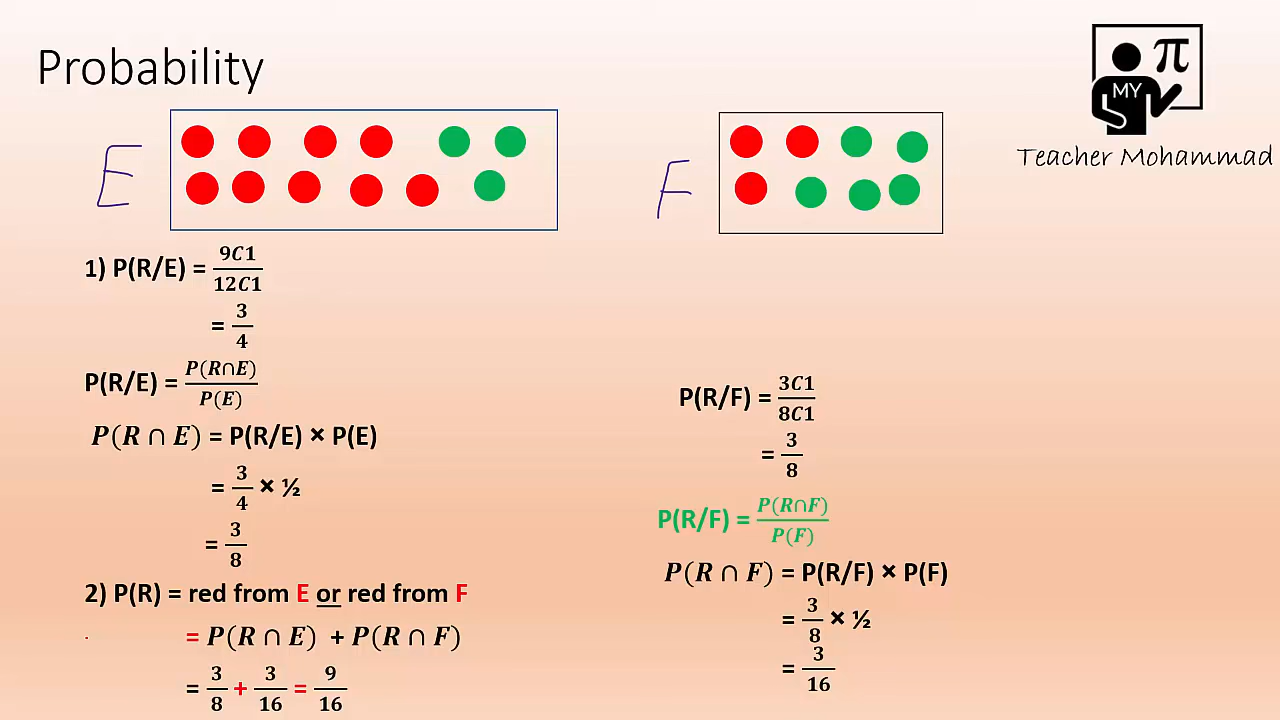 Probability
π
MY
Teacher Mohammad
E
F
1) P(R/E) = 9C1/12C1
= 3/4
P(R/E) = P(R∩E)/P(E)
P(R ∩ E) = P(R/E) × P(E)
= 3/4 × ½
= 3/8
2) P(R) = red from E or red from F
= P(R ∩ E) + P(R ∩ F)
= 3/8 + 3/16 = 9/16
P(R/F) = 3C1/8C1
= 3/8
P(R/F) = P(R∩F)/P(F)
P(R ∩ F) = P(R/F) × P(F)
= 3/8 × ½
= 3/16